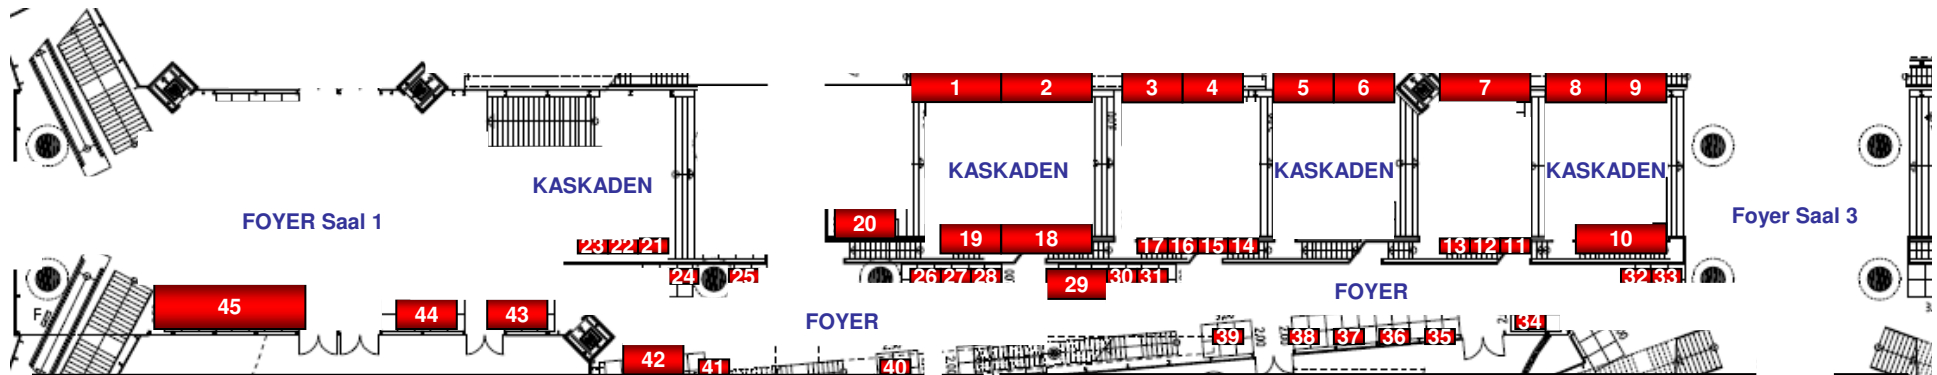 1 2 3 4 5 6 7 8 9
KASKADEN KASKADEN KASKADEN
KASKADEN
FOYER Saal 1
Foyer Saal 3
20
19 18 10
23 22 21 17 16 15 14 13 12 11
24 25 26 27 28 29 30 31 32 33
FOYER
45 44 43
F
FOYER
34
39 38 37 36 35
42 41 40